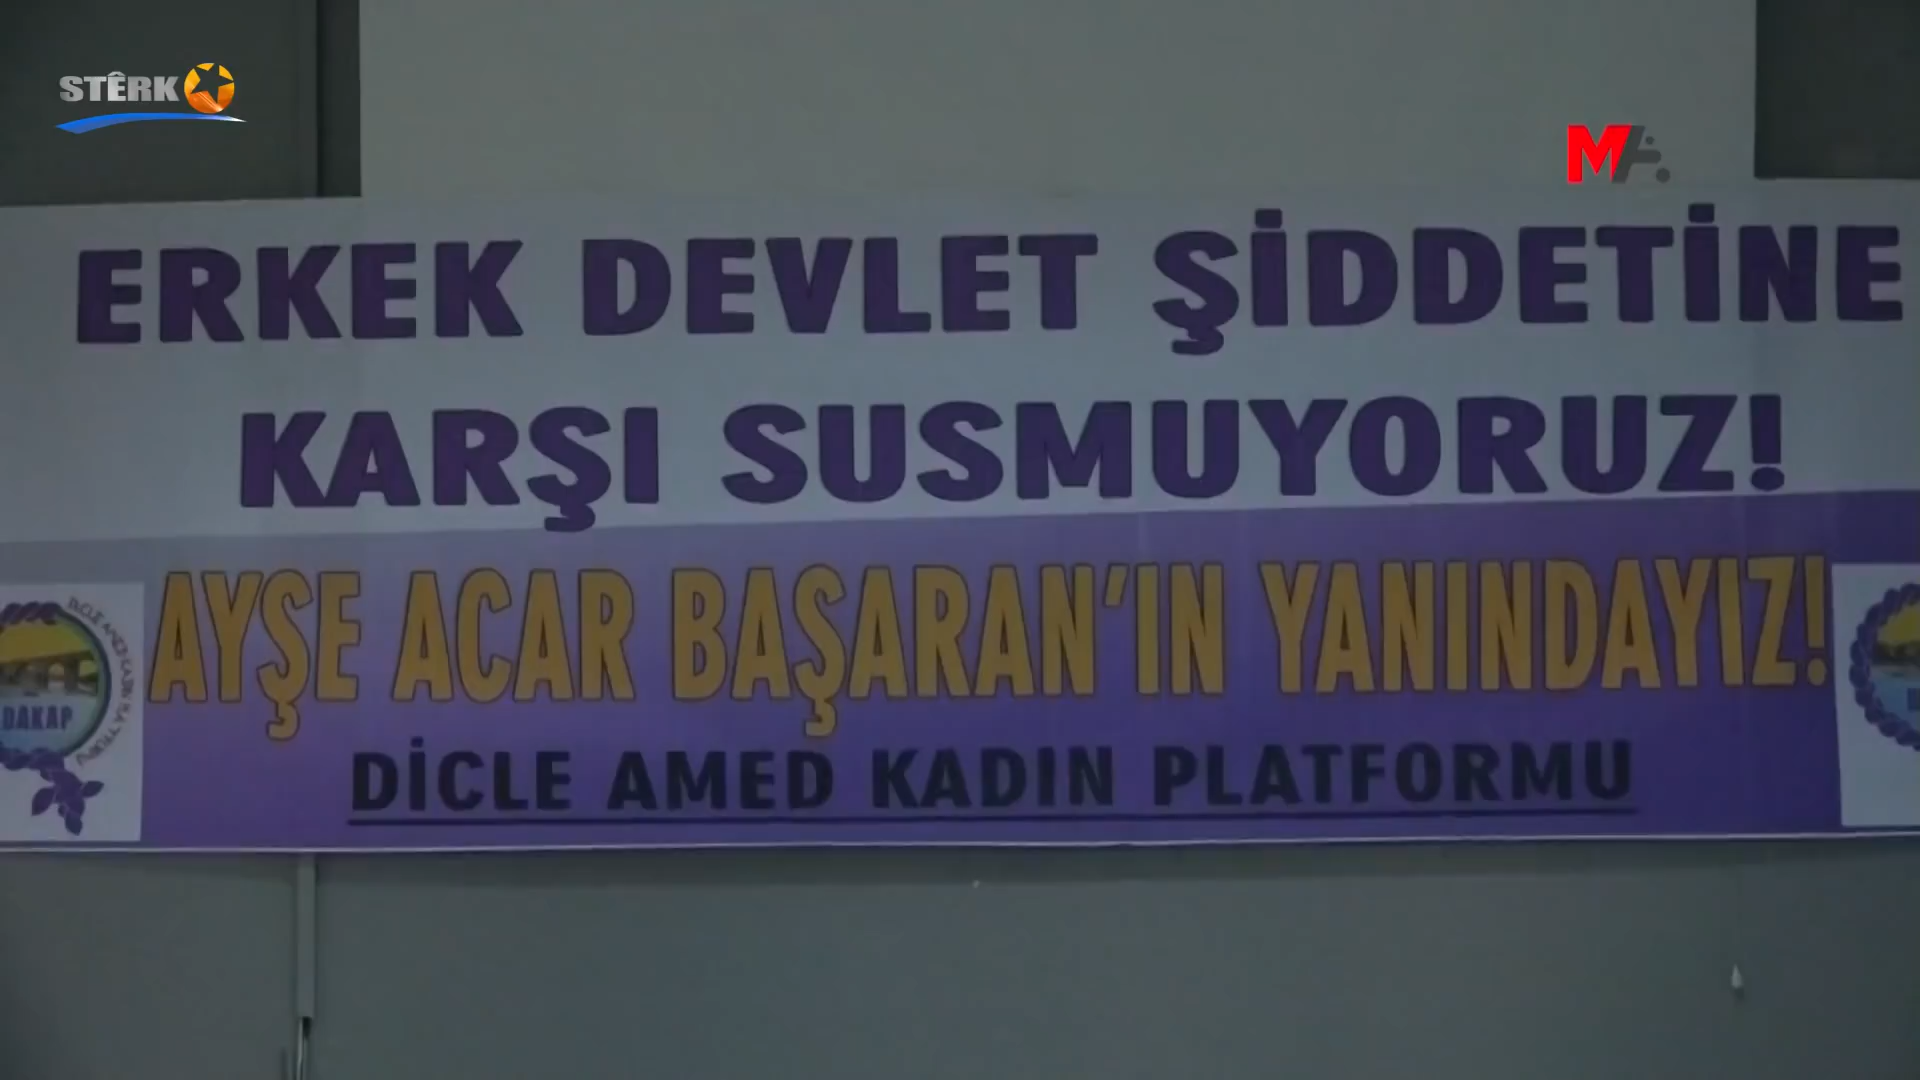 STÊRK
MA
ERKEK DEVLET ŞİDDETİNE
KARŞI SUSMUYORUZ!
AYŞE ACAR BAŞARAN'IN YANINDAYIZ!
DAKAP
DİCLE AMED KADIN PLATFORMU